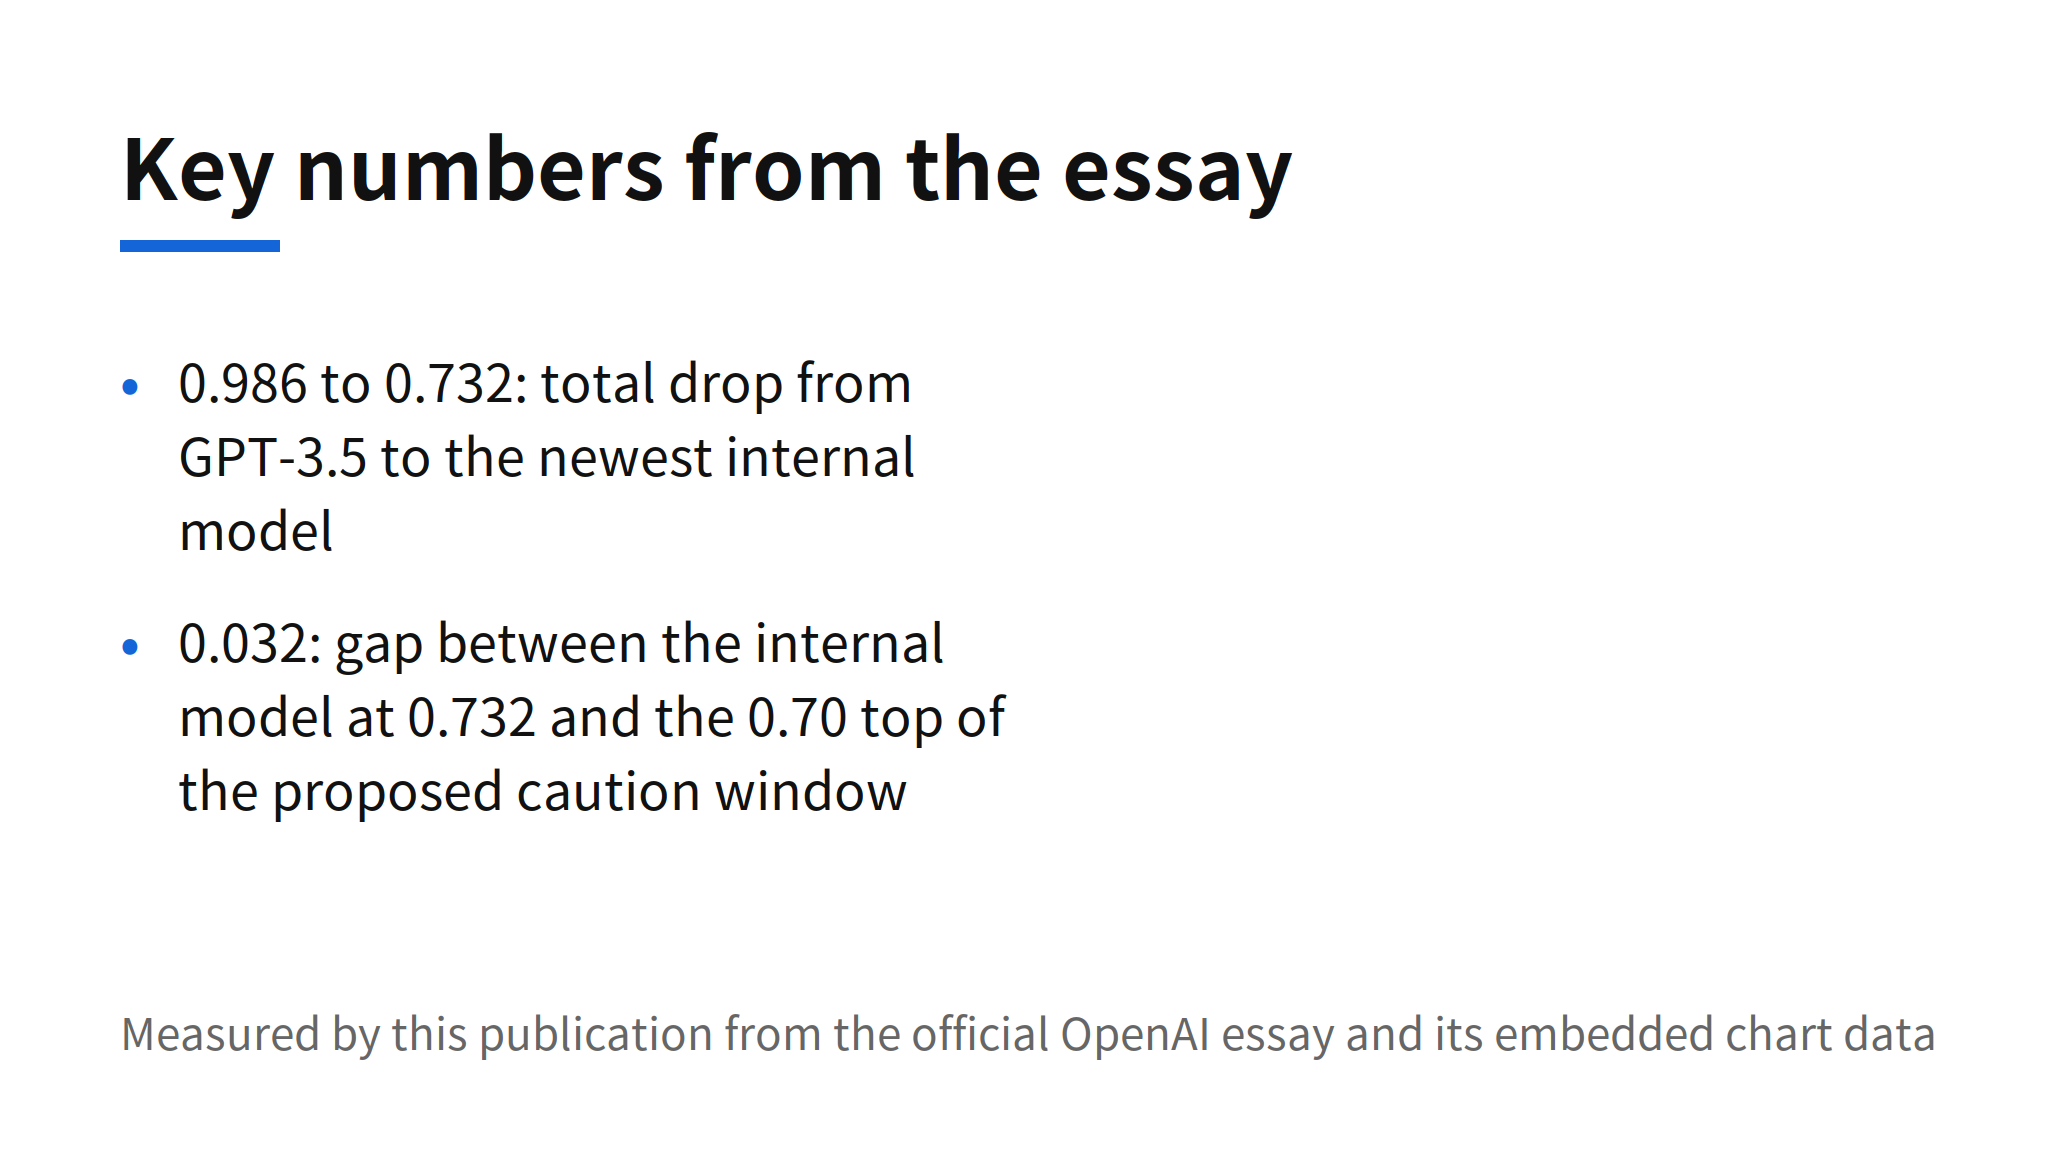 Key numbers from the essay
• 0.986 to 0.732: total drop from
GPT-3.5 to the newest internal
model
• 0.032: gap between the internal
model at 0.732 and the 0.70 top of
the proposed caution window
Measured by this publication from the official OpenAI essay and its embedded chart data